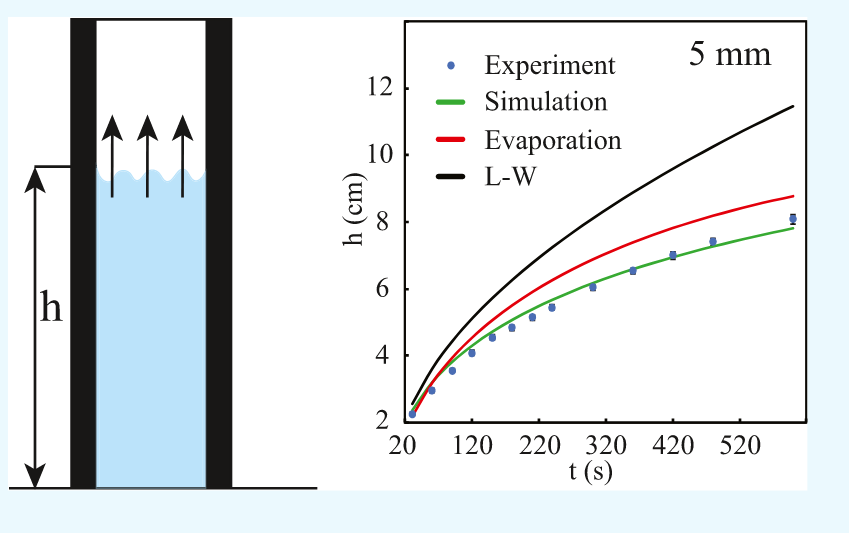 h
5 mm
Experiment
Simulation
Evaporation
L-W
h (cm)
12
10
8
6
4
2
20 120 220 320 420 520
t (s)